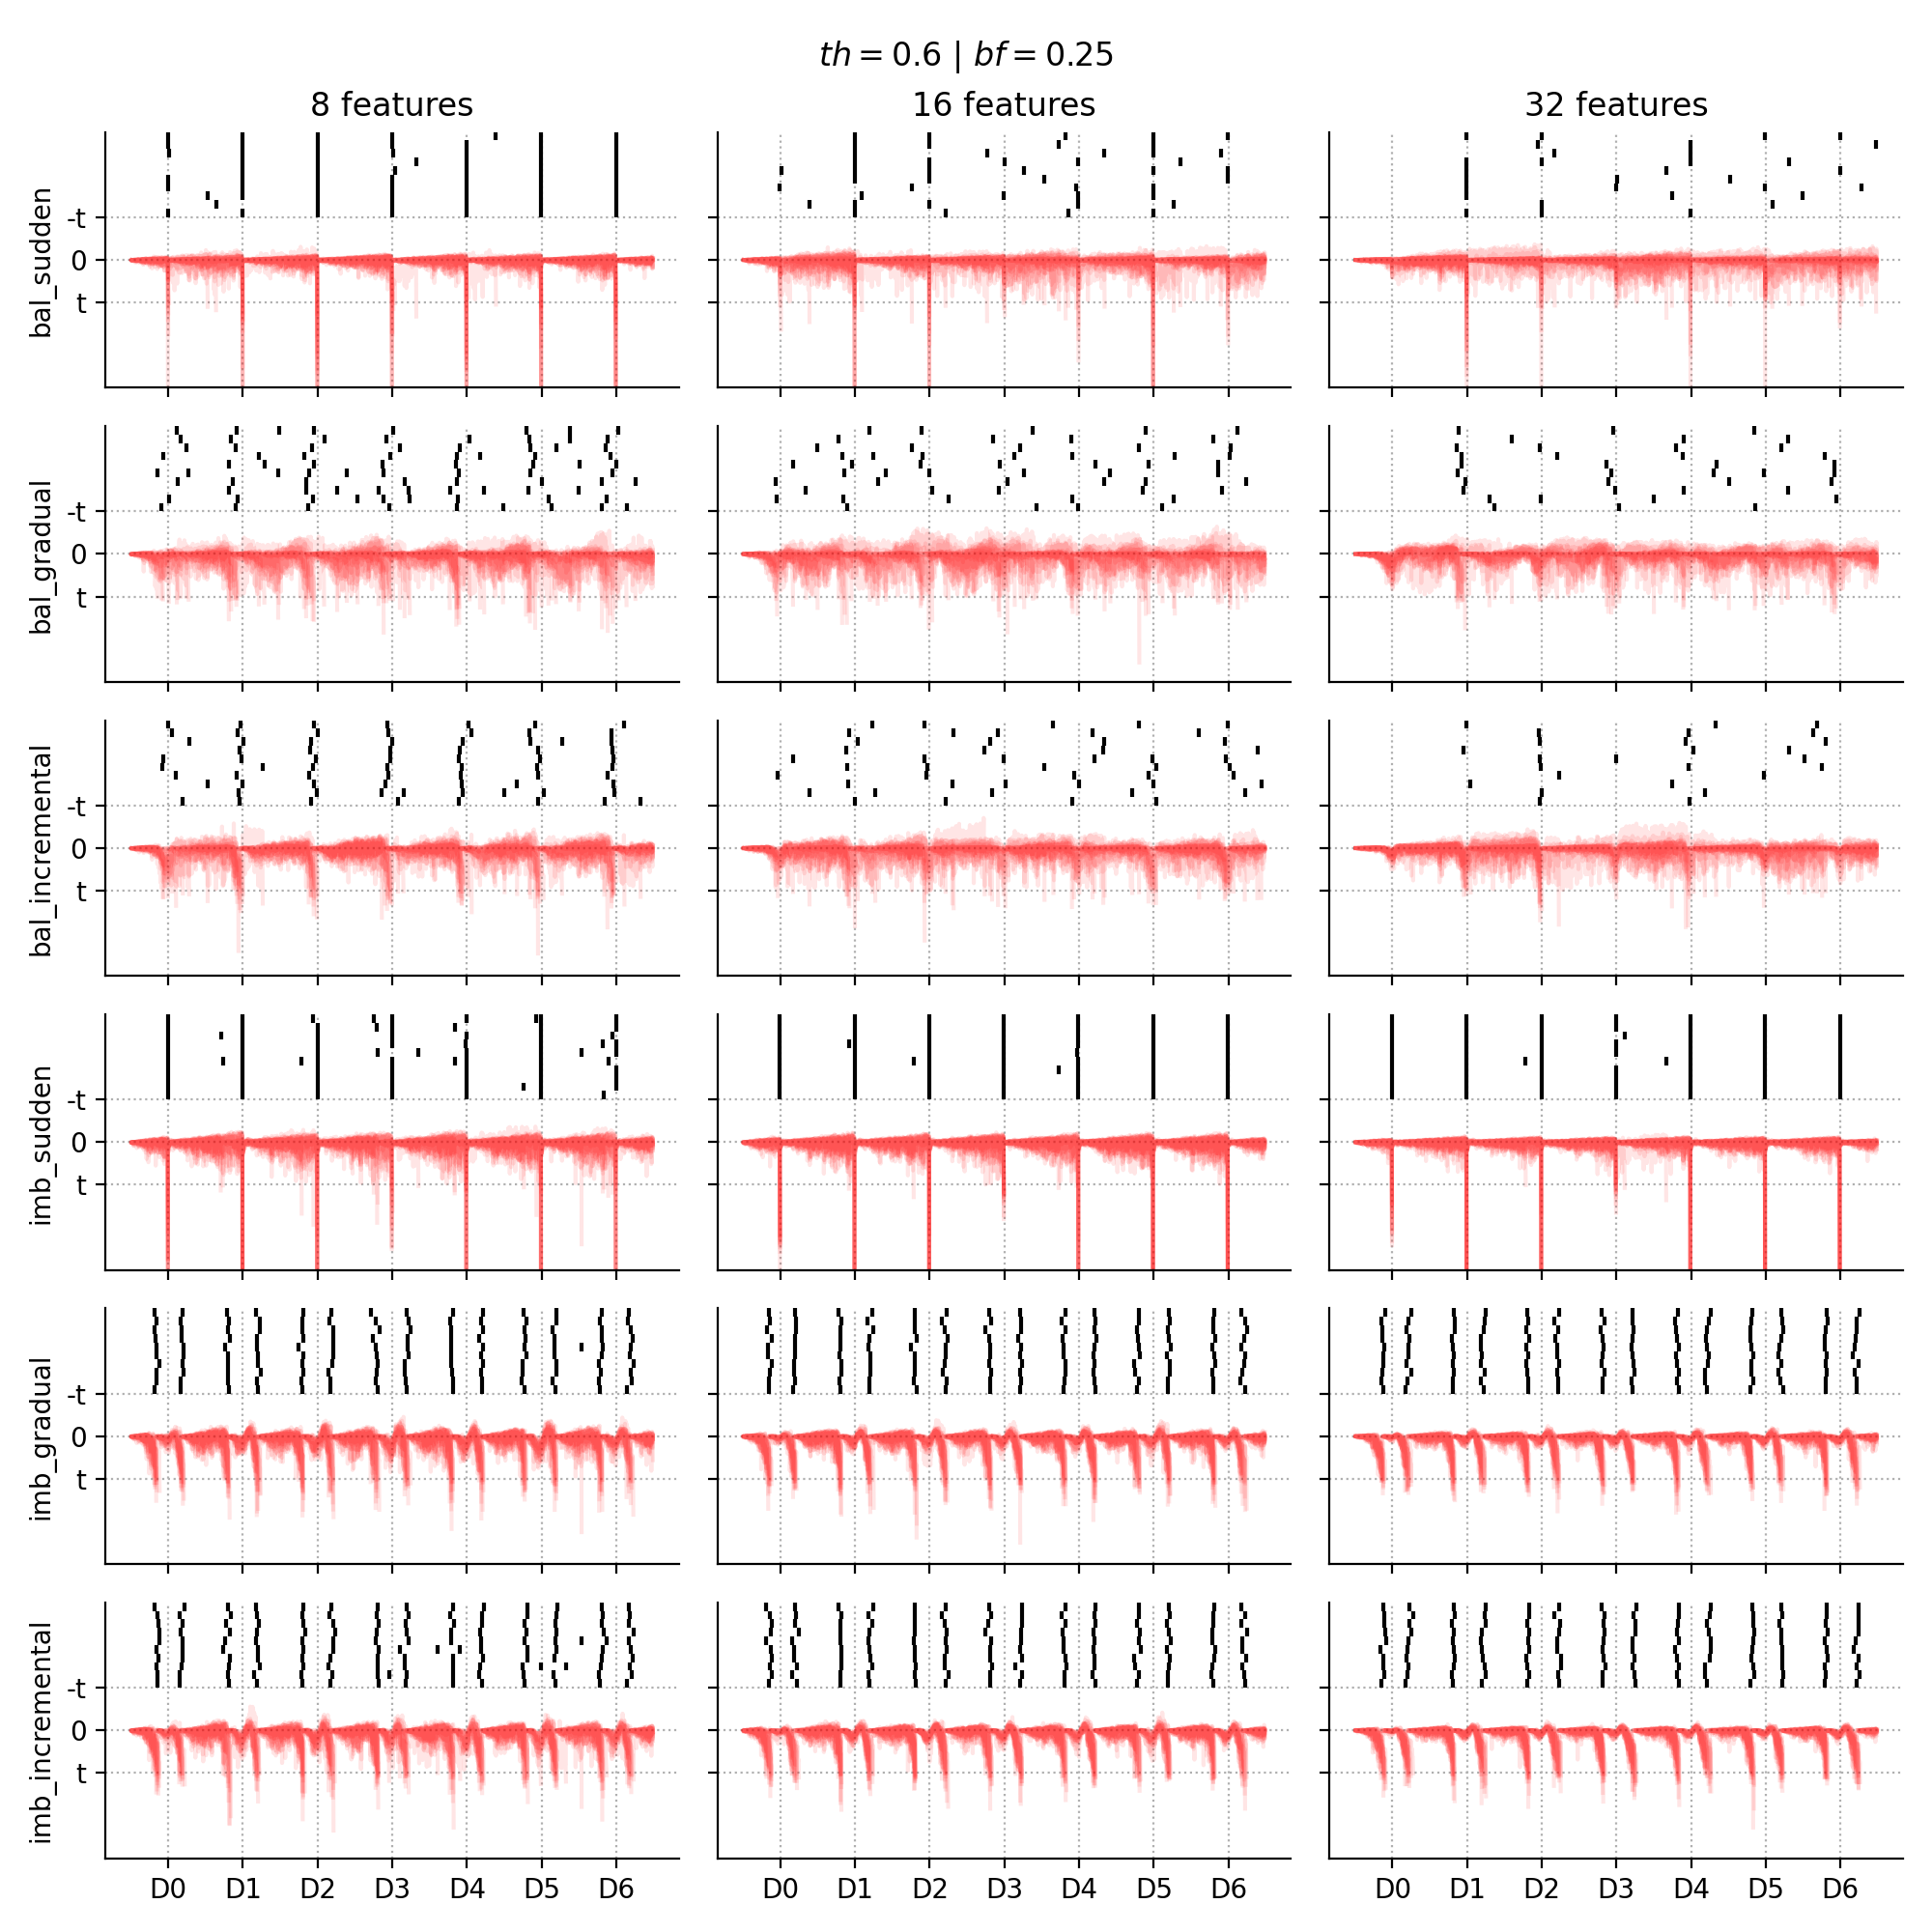 th = 0.6 | bf = 0.25
8 features 16 features 32 features
bal_sudden
-t
0
t
bal_gradual
-t
0
t
bal_incremental
-t
0
t
imb_sudden
-t
0
t
imb_gradual
-t
0
t
imb_incremental
-t
0
t
D0 D1 D2 D3 D4 D5 D6 D0 D1 D2 D3 D4 D5 D6 D0 D1 D2 D3 D4 D5 D6